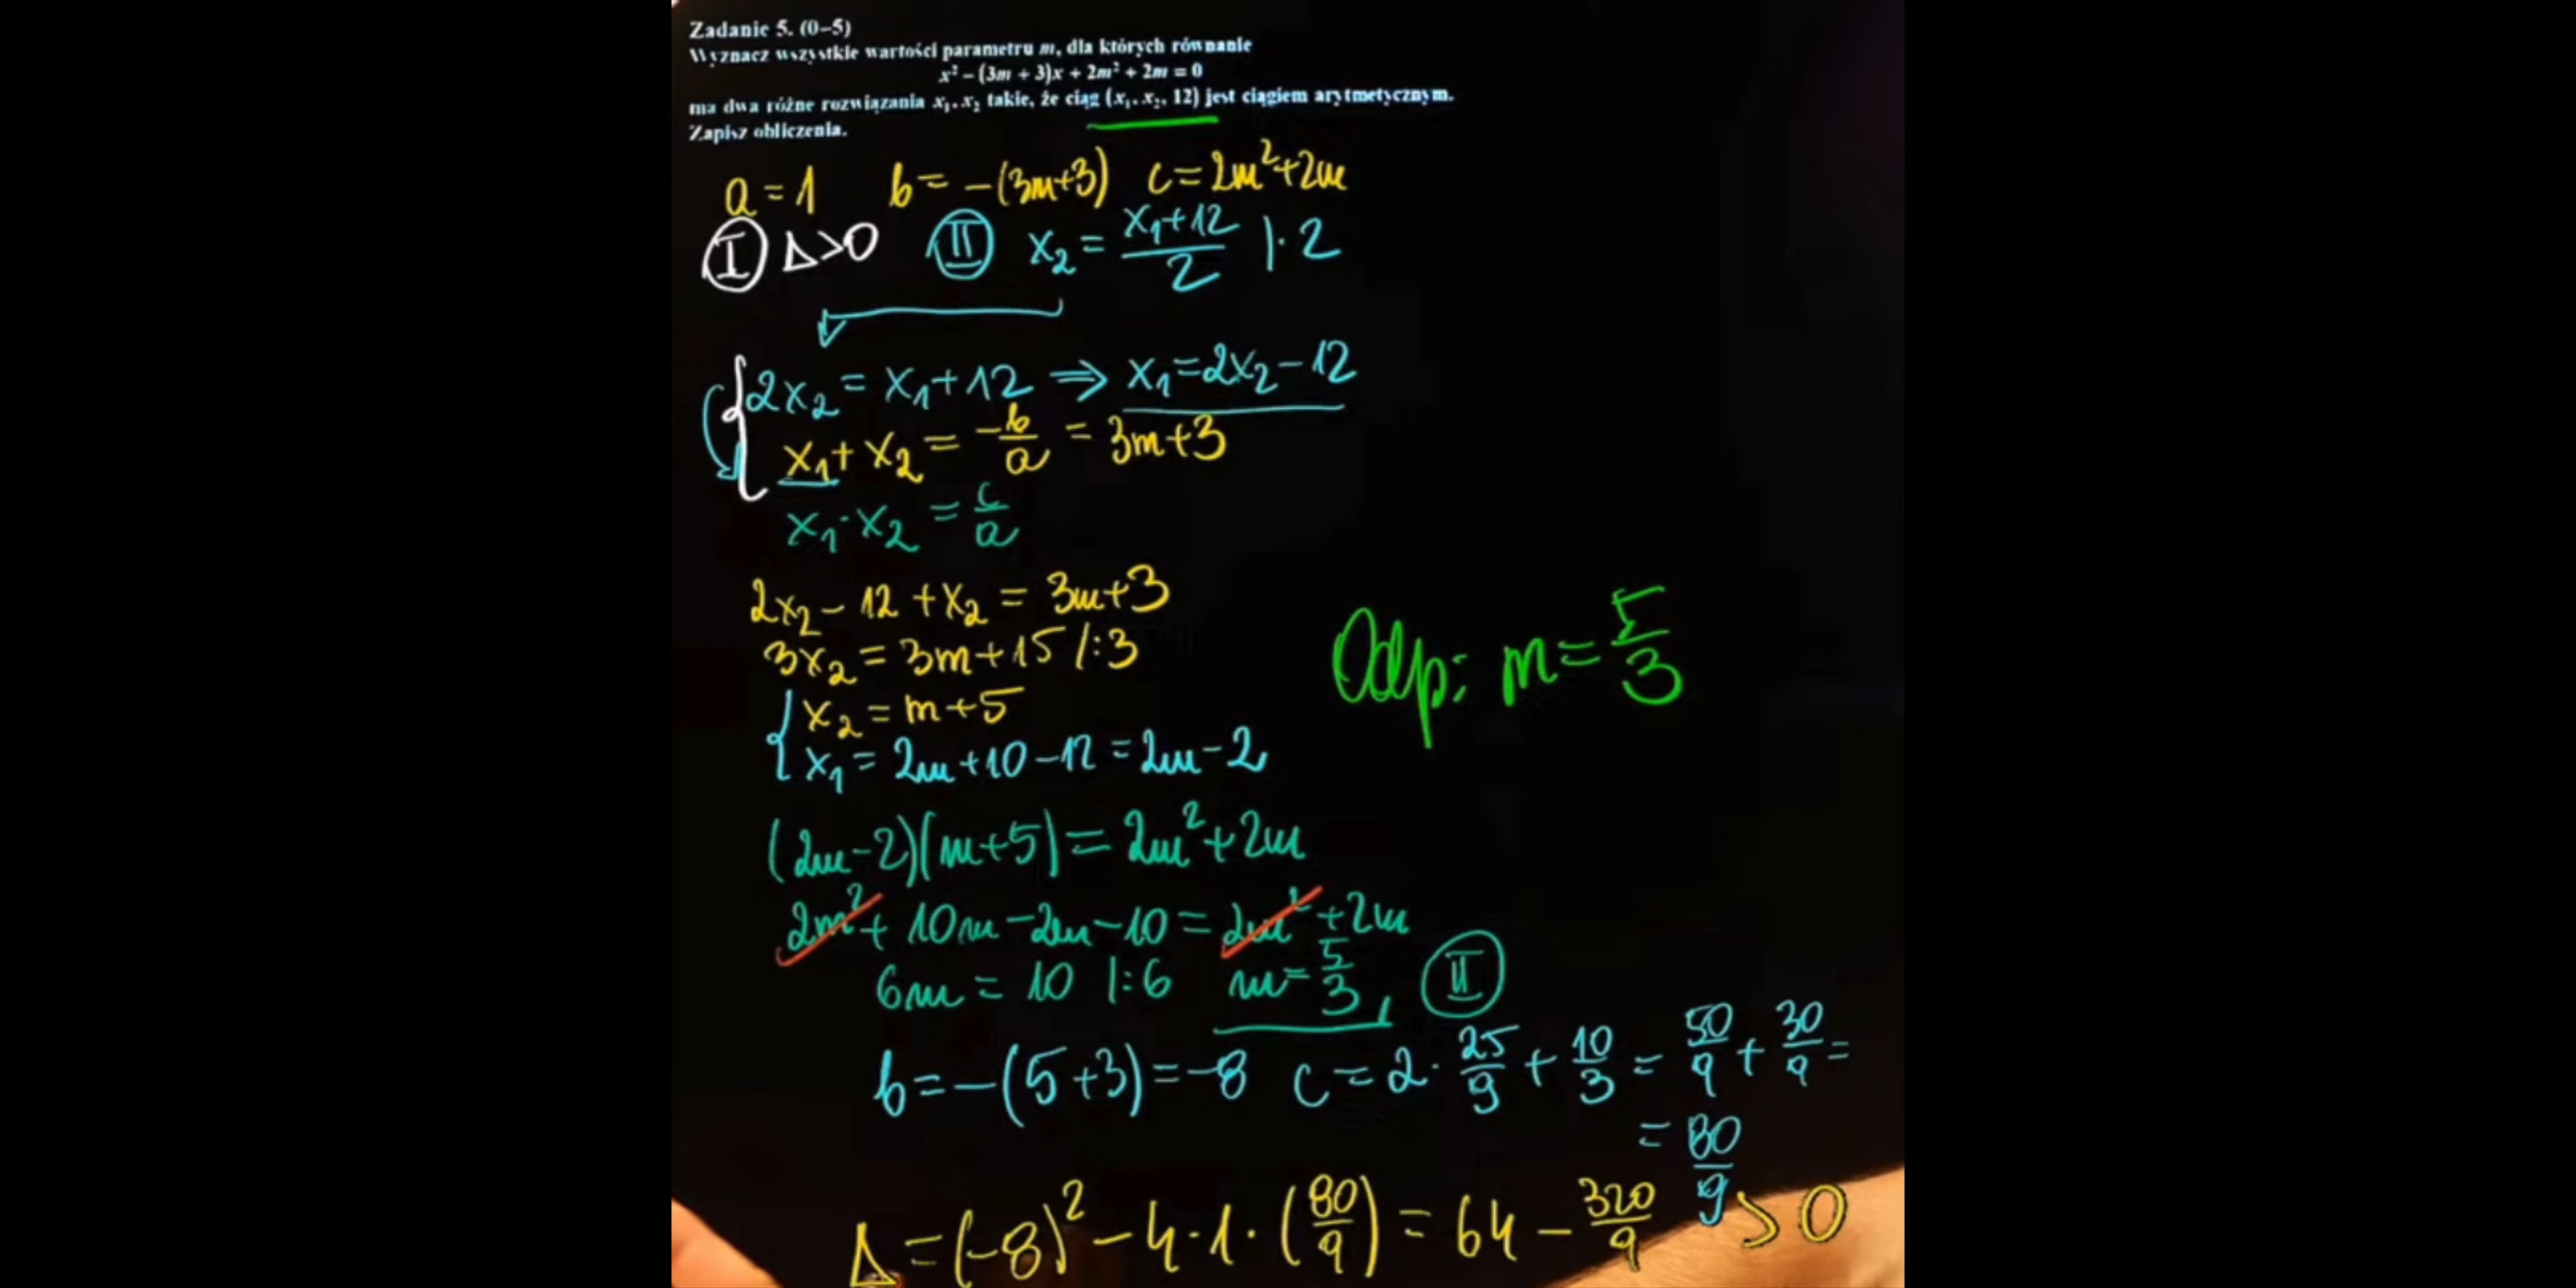 Zadanie 5. (0–5)
Wyznacz wszystkie wartości parametru m, dla których równanie
x² − (3m + 3)x + 2m² + 2m = 0
ma dwa różne rozwiązania x₁, x₂ takie, że ciąg (x₁, x₂, 12) jest ciągiem arytmetycznym.
Zapisz obliczenia.
a = 1 b = −(3m+3) c = 2m²+2m
I Δ>0 II x₂ = (x₁+12)/2 |·2
2x₂ = x₁+12 ⇒ x₁=2x₂−12
x₁+x₂ = −b/a = 3m+3
x₁·x₂ = c/a
2x₂−12+x₂ = 3m+3
3x₂ = 3m+15 /:3
x₂ = m+5
x₁ = 2m+10−12 = 2m−2
Odp: m = 5/3
(2m−2)(m+5) = 2m²+2m
2m²+10m−2m−10 = 2m²+2m
6m = 10 |:6 m = 5/3, II
b = −(5+3) = −8 c = 2·25/9 + 10/3 = 50/9 + 30/9 =
= 80/9
Δ = (−8)² − 4·1·(80/9) = 64 − 320/9 > 0